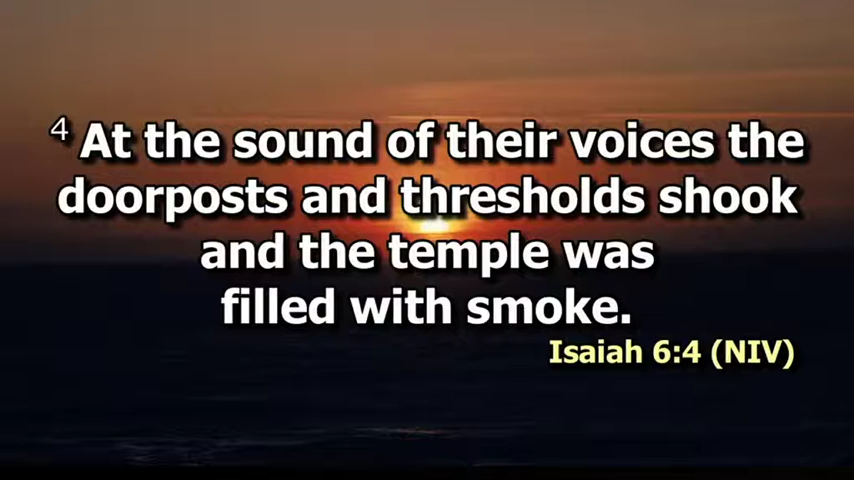 4 At the sound of their voices the
doorposts and thresholds shook
and the temple was
filled with smoke.
Isaiah 6:4 (NIV)